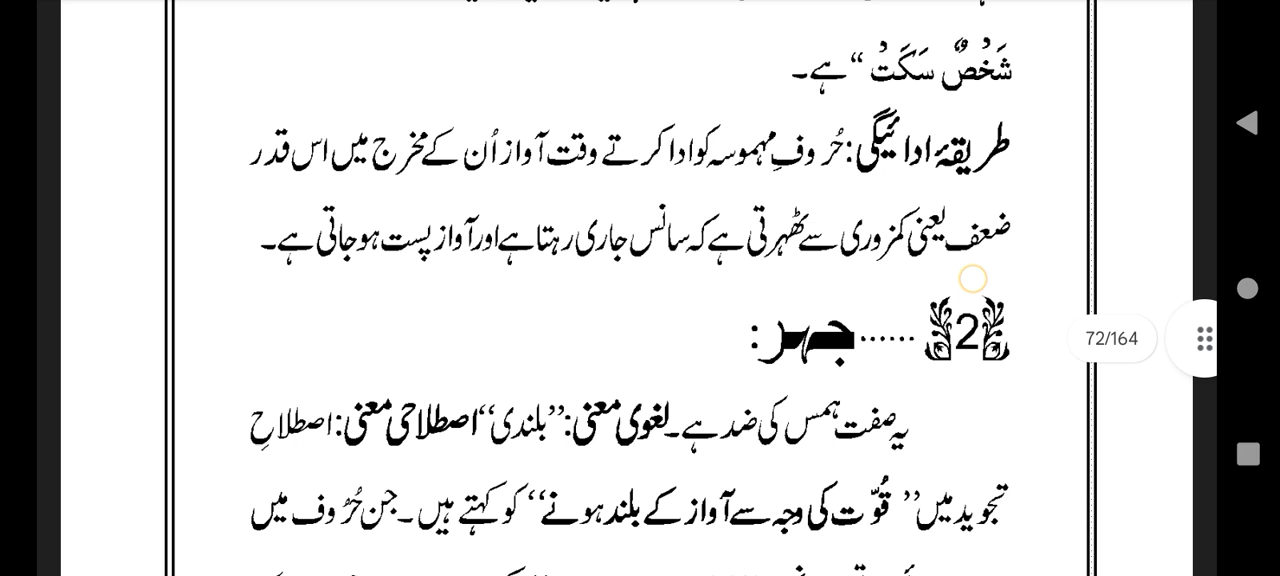 شَخْصٌ سَکَتْ“ ہے۔
طریقۂ ادائیگی: حُروفِ مہموسہ کو ادا کرتے وقت آواز اُن کے مخرج میں اس قدر
ضعف یعنی کمزوری سے ٹھہرتی ہے کہ سانس جاری رہتا ہے اور آواز پست ہو جاتی ہے۔
2......جہر:
72/164
یہ صفت ہمس کی ضد ہے۔ لغوی معنی: ’’بلندی‘‘ اصطلاحی معنی: اصطلاحِ
تجوید میں ’’قُوّت کی وجہ سے آواز کے بلند ہونے‘‘ کو کہتے ہیں۔ جن حُرُوف میں